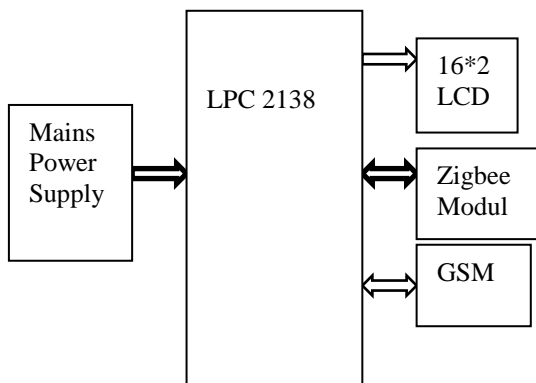 LPC 2138
16*2
LCD
Mains
Power
Supply
Zigbee
Modul
GSM